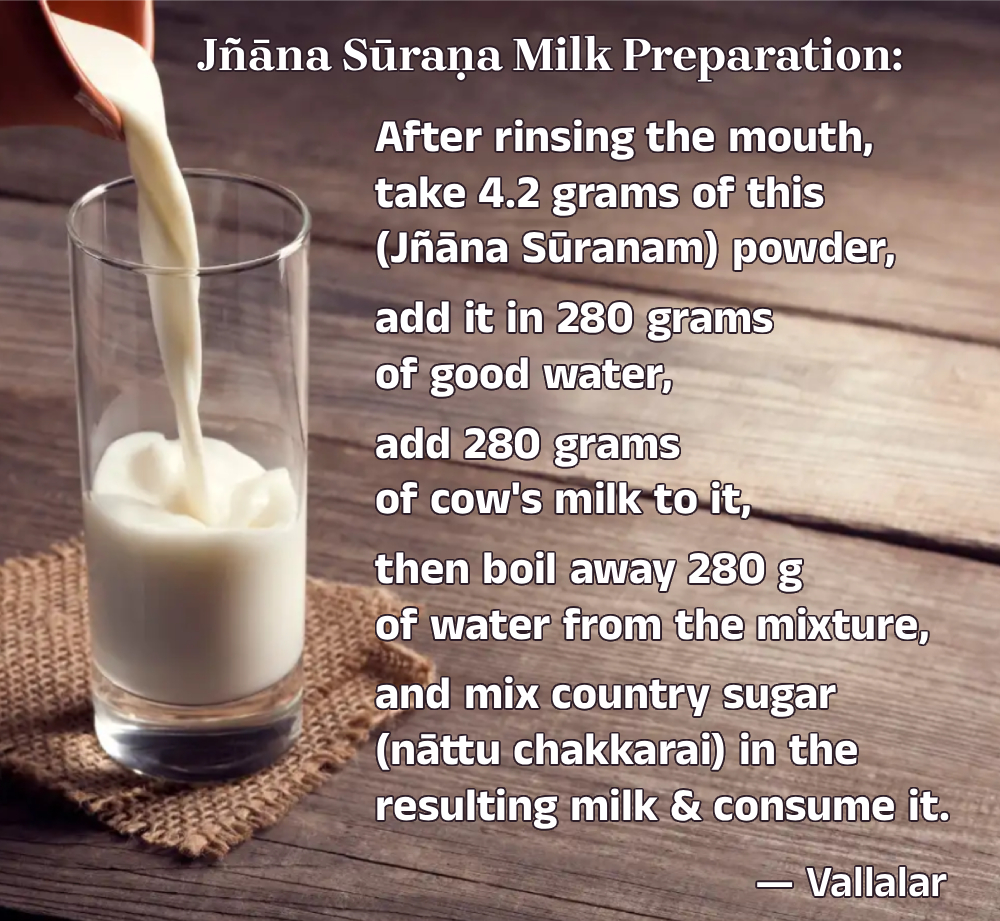 Jñāna Sūraṇa Milk Preparation:
After rinsing the mouth,
take 4.2 grams of this
(Jñāna Sūranam) powder,
add it in 280 grams
of good water,
add 280 grams
of cow's milk to it,
then boil away 280 g
of water from the mixture,
and mix country sugar
(nāttu chakkarai) in the
resulting milk & consume it.
— Vallalar